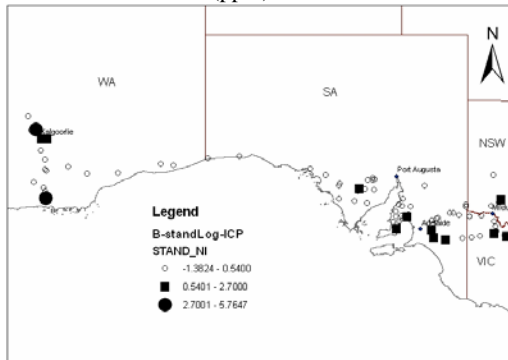 N
WA
SA
Kalgoorlie
NSW
Port Augusta
Adelaide
VIC
Legend
B-standLog-ICP
STAND_NI
-1.3824 - 0.5400
0.5401 - 2.7000
2.7001 - 5.7647